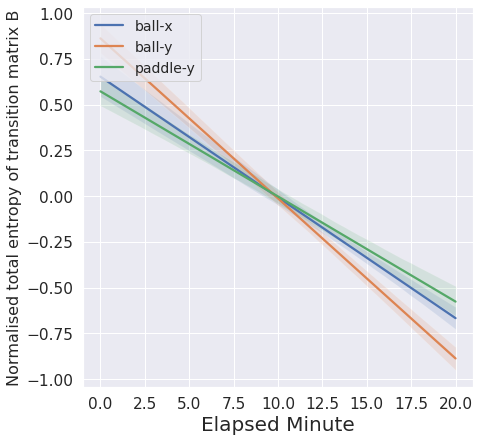 Normalised total entropy of transition matrix B
1.00
0.75
0.50
0.25
0.00
−0.25
−0.50
−0.75
−1.00
ball-x
ball-y
paddle-y
0.0 2.5 5.0 7.5 10.0 12.5 15.0 17.5 20.0
Elapsed Minute